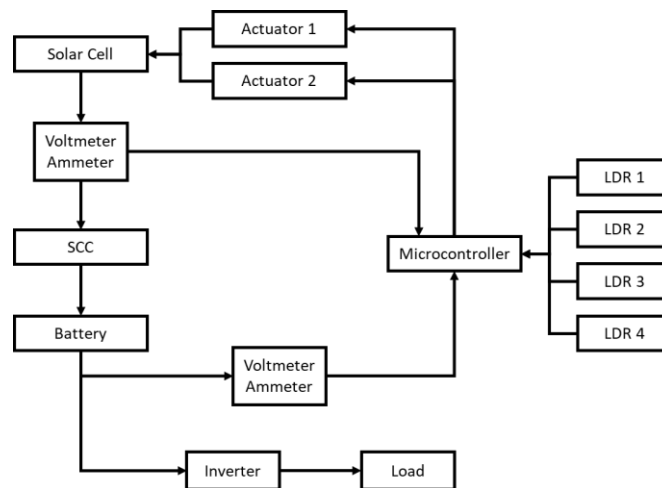 Actuator 1
Solar Cell
Actuator 2
Voltmeter
Ammeter
LDR 1
LDR 2
SCC
Microcontroller
LDR 3
Battery
LDR 4
Voltmeter
Ammeter
Inverter
Load